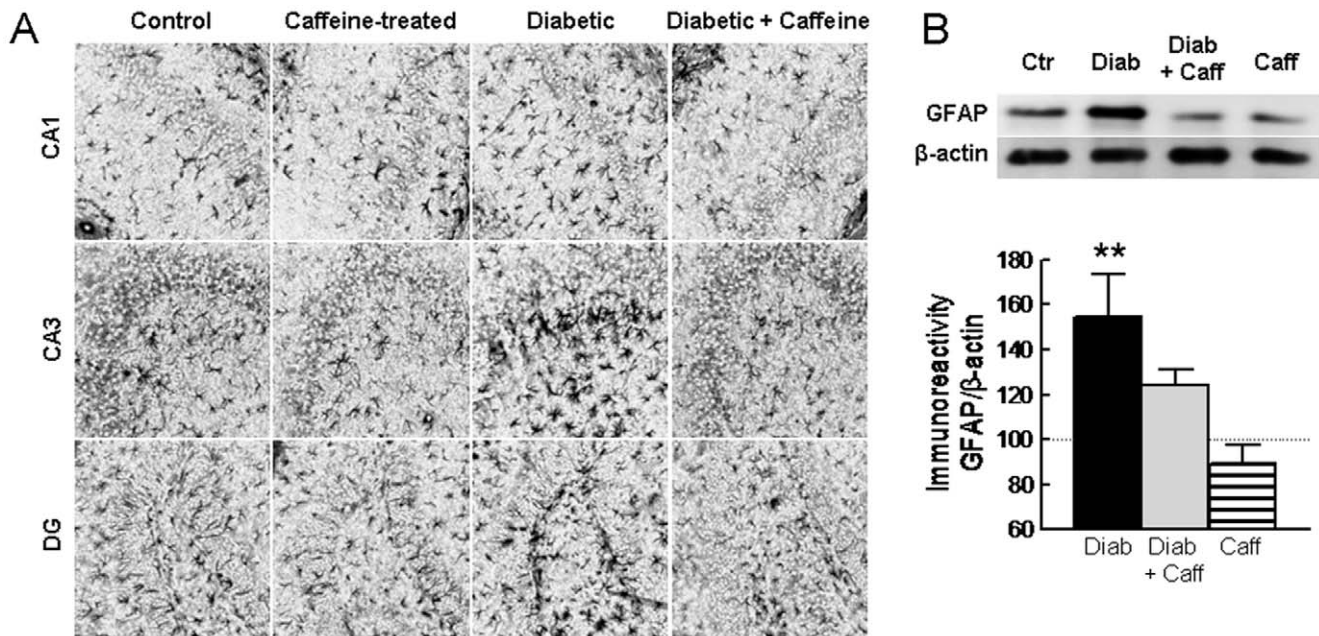 A
Control Caffeine-treated Diabetic Diabetic + Caffeine
CA1
CA3
DG
B
Ctr Diab Diab + Caff Caff
GFAP
β-actin
Immunoreactivity
GFAP/β-actin
**
180
160
140
120
100
80
60
Diab Diab + Caff Caff